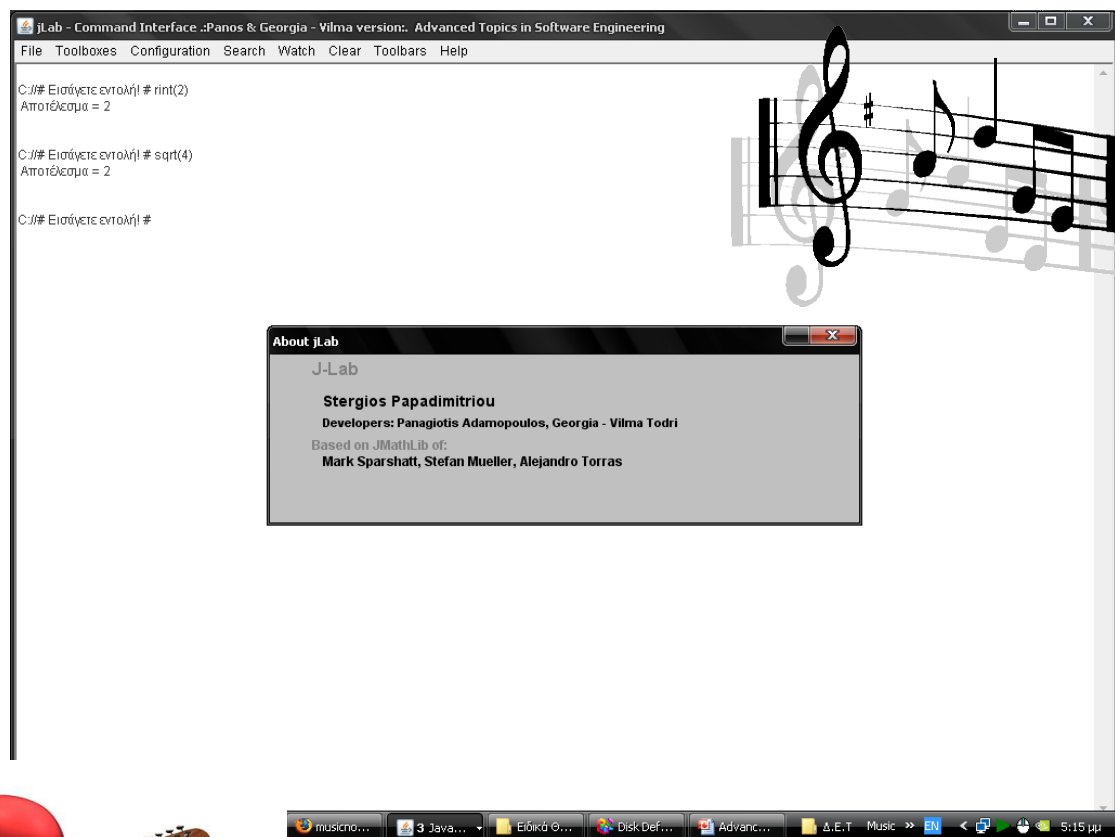 jLab - Command Interface .:Panos & Georgia - Vilma version:. Advanced Topics in Software Engineering
File Toolboxes Configuration Search Watch Clear Toolbars Help
C://# Εισάγετε εντολή! # rint(2)
Αποτέλεσμα = 2
C://# Εισάγετε εντολή! # sqrt(4)
Αποτέλεσμα = 2
C://# Εισάγετε εντολή! #
About jLab
J-Lab
Stergios Papadimitriou
Developers: Panagiotis Adamopoulos, Georgia - Vilma Todri
Based on JMathLib of:
Mark Sparshatt, Stefan Mueller, Alejandro Torras
musicno... 3 Java... Ειδικά Θ... Disk Def... Advanc... Δ.Ε.Τ Music » EN < 5:15 μμ